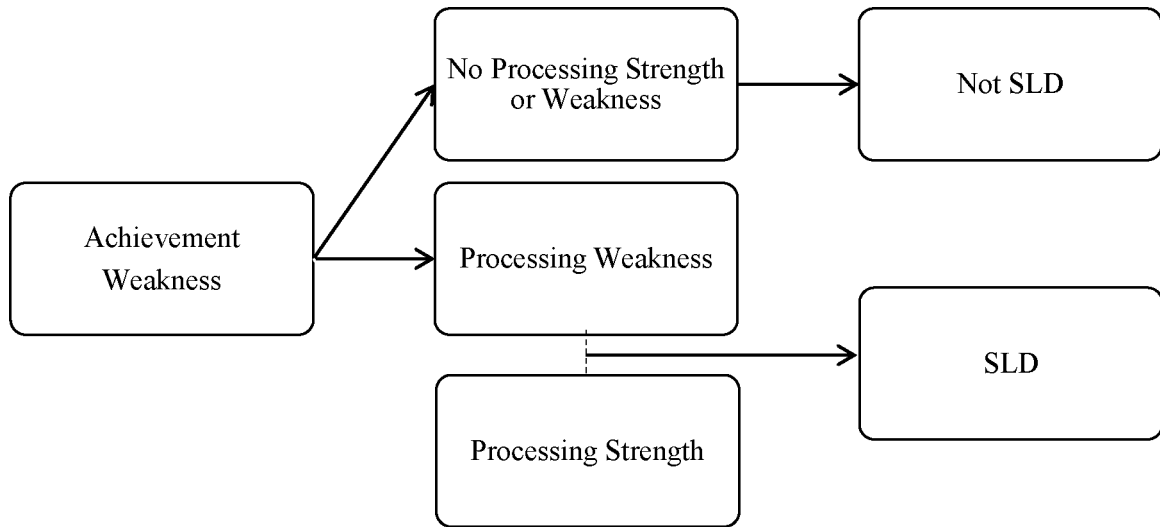 No Processing Strength
or Weakness
Not SLD
Achievement
Weakness
Processing Weakness
SLD
Processing Strength